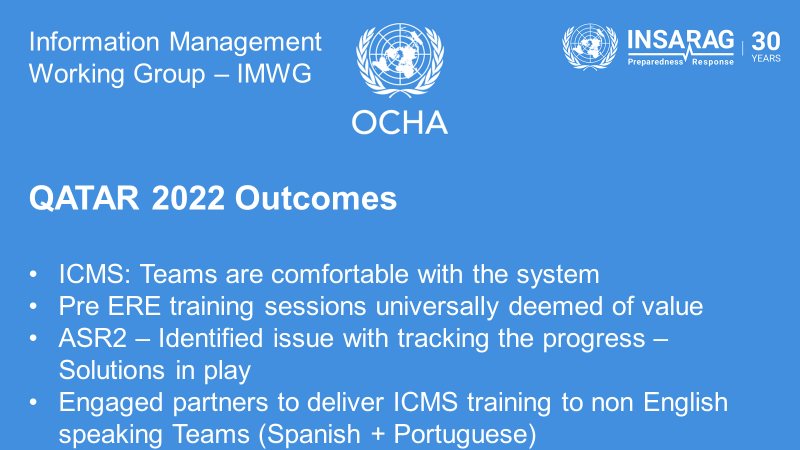 Information Management
Working Group – IMWG
OCHA
INSARAG
Preparedness Response
30
YEARS
QATAR 2022 Outcomes
• ICMS: Teams are comfortable with the system
• Pre ERE training sessions universally deemed of value
• ASR2 – Identified issue with tracking the progress –
Solutions in play
• Engaged partners to deliver ICMS training to non English
speaking Teams (Spanish + Portuguese)